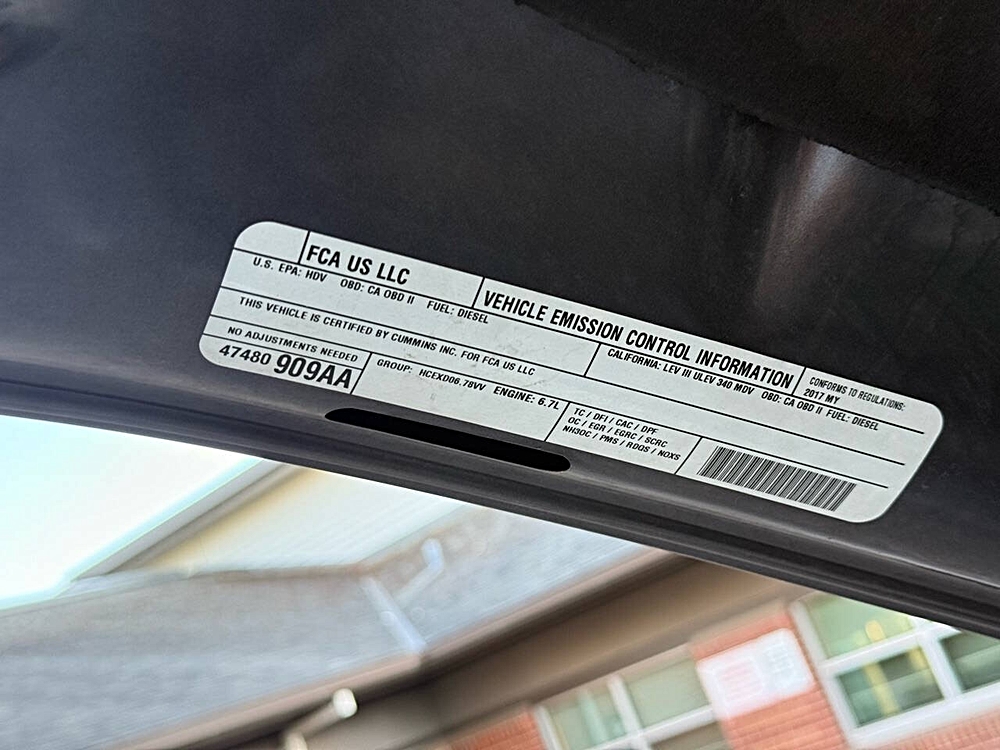 FCA US LLC
VEHICLE EMISSION CONTROL INFORMATION
CONFORMS TO REGULATIONS:
2017 MY
U.S. EPA: HDV OBD: CA OBD II FUEL: DIESEL
CALIFORNIA: LEV III ULEV 340 MDV OBD: CA OBD II FUEL: DIESEL
THIS VEHICLE IS CERTIFIED BY CUMMINS INC. FOR FCA US LLC
NO ADJUSTMENTS NEEDED
47480 909AA
GROUP: HCEXD06.78VV ENGINE: 6.7L
TC / DFI / CAC / DPF
OC / EGR / EGRC / SCRC
NH3OC / PMS / RDQS / NOXS